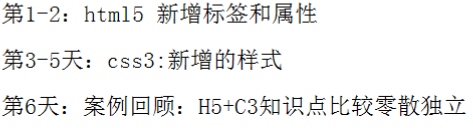 第1-2：html5 新增标签和属性
第3-5天：css3:新增的样式
第6天：案例回顾：H5+C3知识点比较零散独立